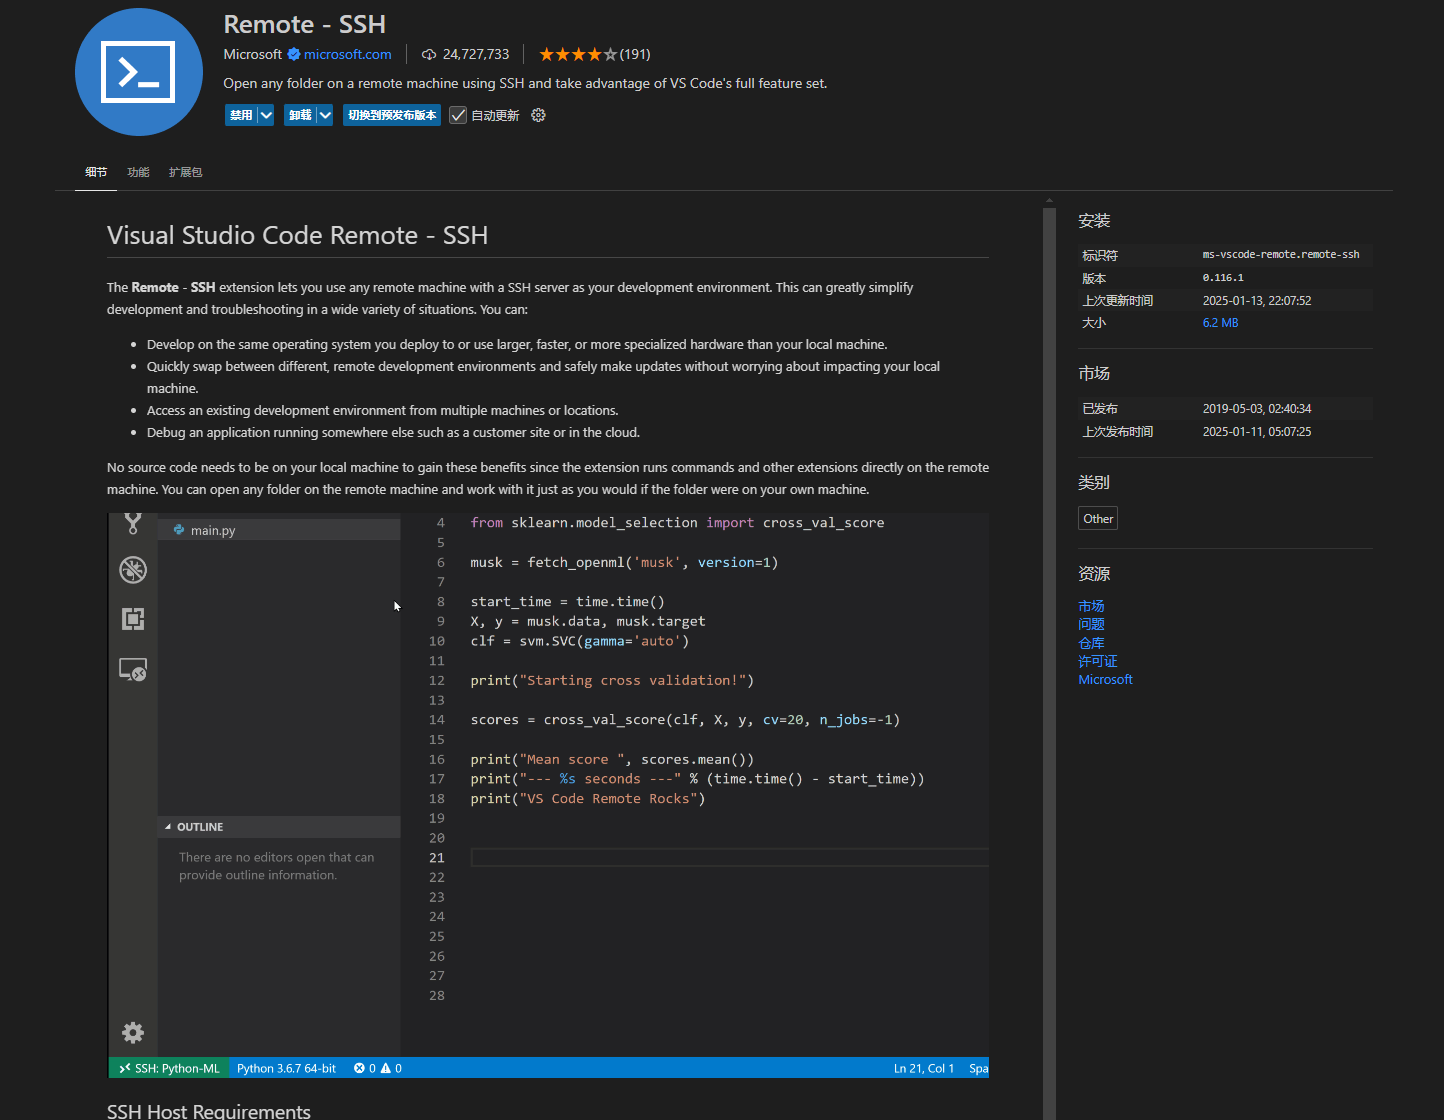 Remote - SSH
Microsoft microsoft.com 24,727,733 (191)
Open any folder on a remote machine using SSH and take advantage of VS Code's full feature set.
禁用 卸载 切换到预发布版本 自动更新
细节 功能 扩展包
Visual Studio Code Remote - SSH
The Remote - SSH extension lets you use any remote machine with a SSH server as your development environment. This can greatly simplify
development and troubleshooting in a wide variety of situations. You can:
• Develop on the same operating system you deploy to or use larger, faster, or more specialized hardware than your local machine.
• Quickly swap between different, remote development environments and safely make updates without worrying about impacting your local
machine.
• Access an existing development environment from multiple machines or locations.
• Debug an application running somewhere else such as a customer site or in the cloud.
No source code needs to be on your local machine to gain these benefits since the extension runs commands and other extensions directly on the remote
machine. You can open any folder on the remote machine and work with it just as you would if the folder were on your own machine.
main.py
OUTLINE
There are no editors open that can
provide outline information.
4 from sklearn.model_selection import cross_val_score
5
6 musk = fetch_openml('musk', version=1)
7
8 start_time = time.time()
9 X, y = musk.data, musk.target
10 clf = svm.SVC(gamma='auto')
11
12 print("Starting cross validation!")
13
14 scores = cross_val_score(clf, X, y, cv=20, n_jobs=-1)
15
16 print("Mean score ", scores.mean())
17 print("--- %s seconds ---" % (time.time() - start_time))
18 print("VS Code Remote Rocks")
19
20
21
22
23
24
25
26
27
28
SSH: Python-ML Python 3.6.7 64-bit 0 0 Ln 21, Col 1 Spa
SSH Host Requirements
安装
标识符 ms-vscode-remote.remote-ssh
版本 0.116.1
上次更新时间 2025-01-13, 22:07:52
大小 6.2 MB
市场
已发布 2019-05-03, 02:40:34
上次发布时间 2025-01-11, 05:07:25
类别
Other
资源
市场
问题
仓库
许可证
Microsoft